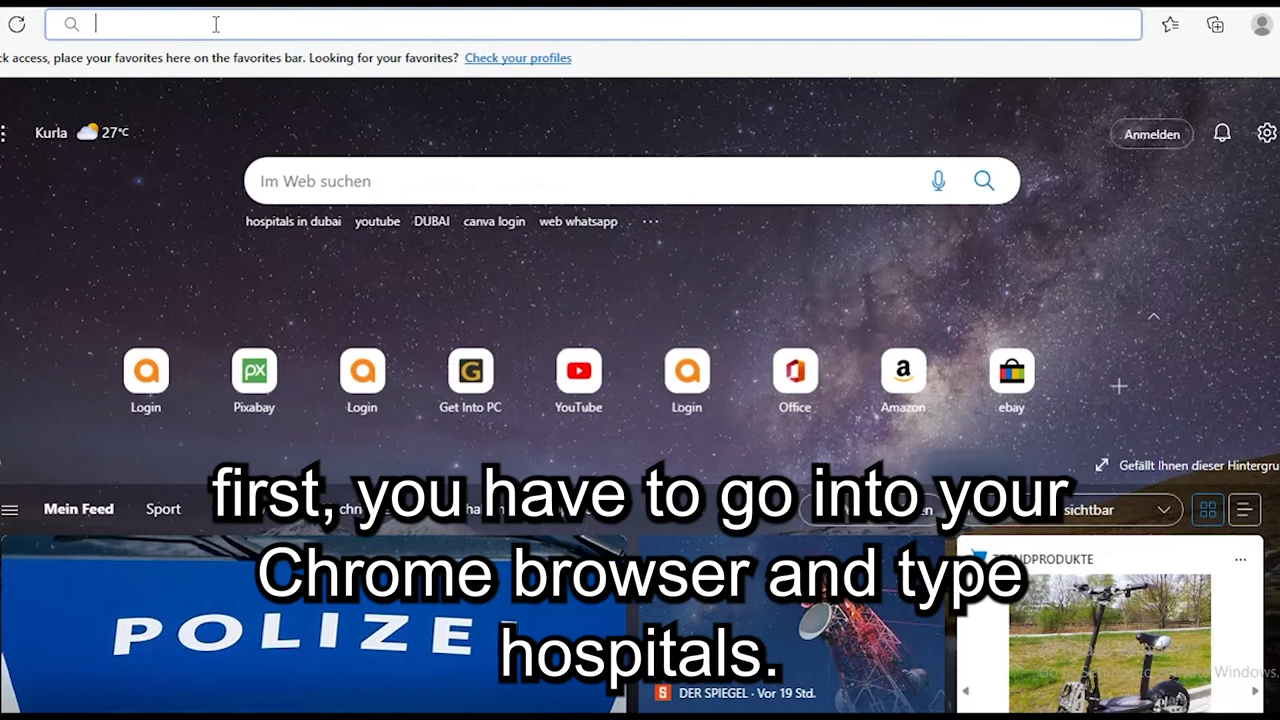 ck access, place your favorites here on the favorites bar. Looking for your favorites? Check your profiles
Kurla 27°C
Anmelden
Im Web suchen
hospitals in dubai youtube DUBAI canva login web whatsapp ...
Login Pixabay Login Get Into PC YouTube Login Office Amazon ebay
Gefällt Ihnen dieser Hintergru
first, you have to go into your
Chrome browser and type
hospitals.
Mein Feed Sport
sichtbar
POLIZE
DER SPIEGEL · Vor 19 Std.